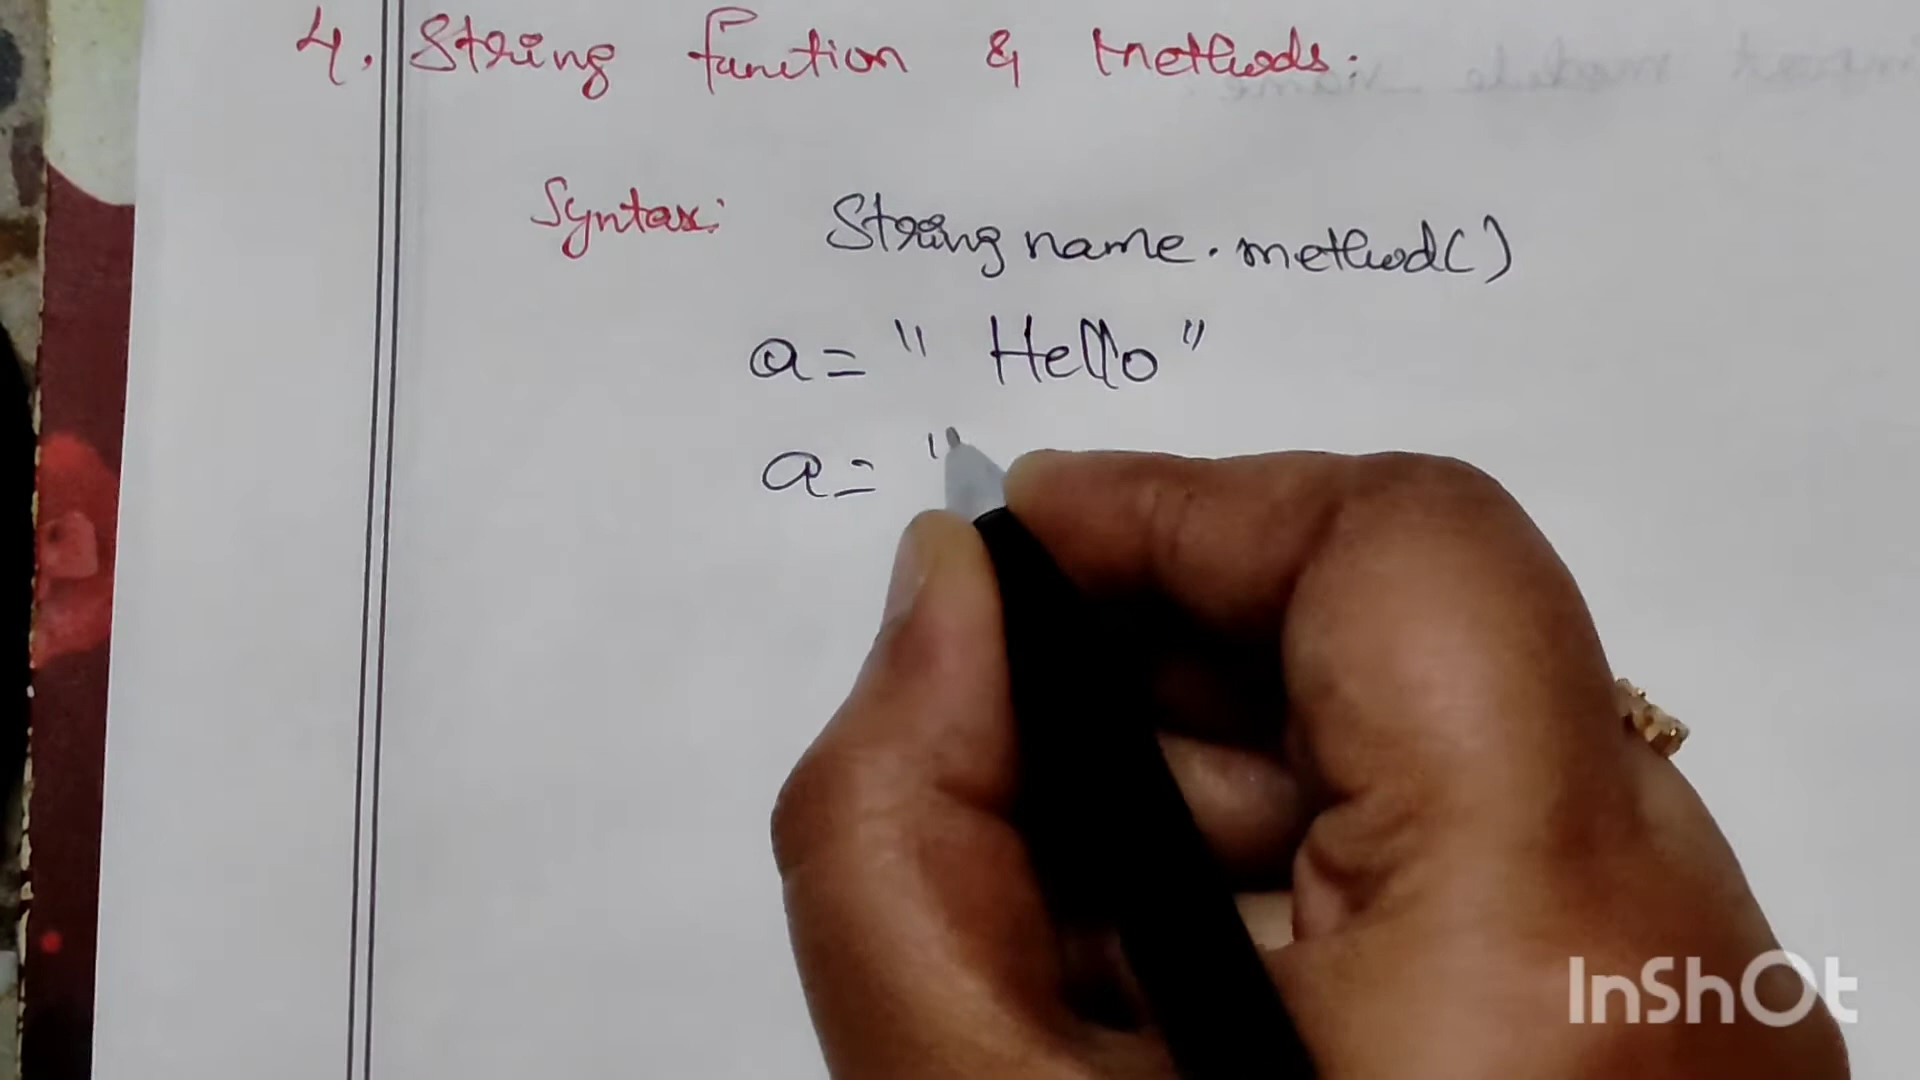 4. String function & methods:
Syntax: String name . method()
a = " Hello "
a = "
InShOt